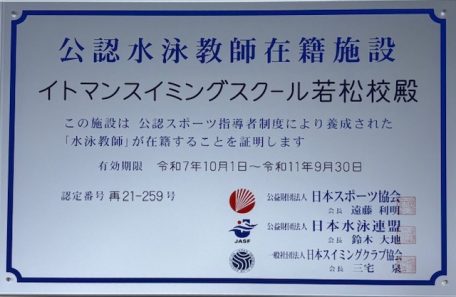 公認水泳教師在籍施設
イトマンスイミングスクール若松校殿
この施設は 公認スポーツ指導者制度により養成された
「水泳教師」が在籍することを証明します
有効期限 令和7年10月1日～令和11年9月30日
認定番号 再21-259号
公益財団法人 日本スポーツ協会
会長 遠藤 利明
JASF
公益財団法人 日本水泳連盟
会長 鈴木 大地
一般社団法人 日本スイミングクラブ協会
会長 三宅 泉